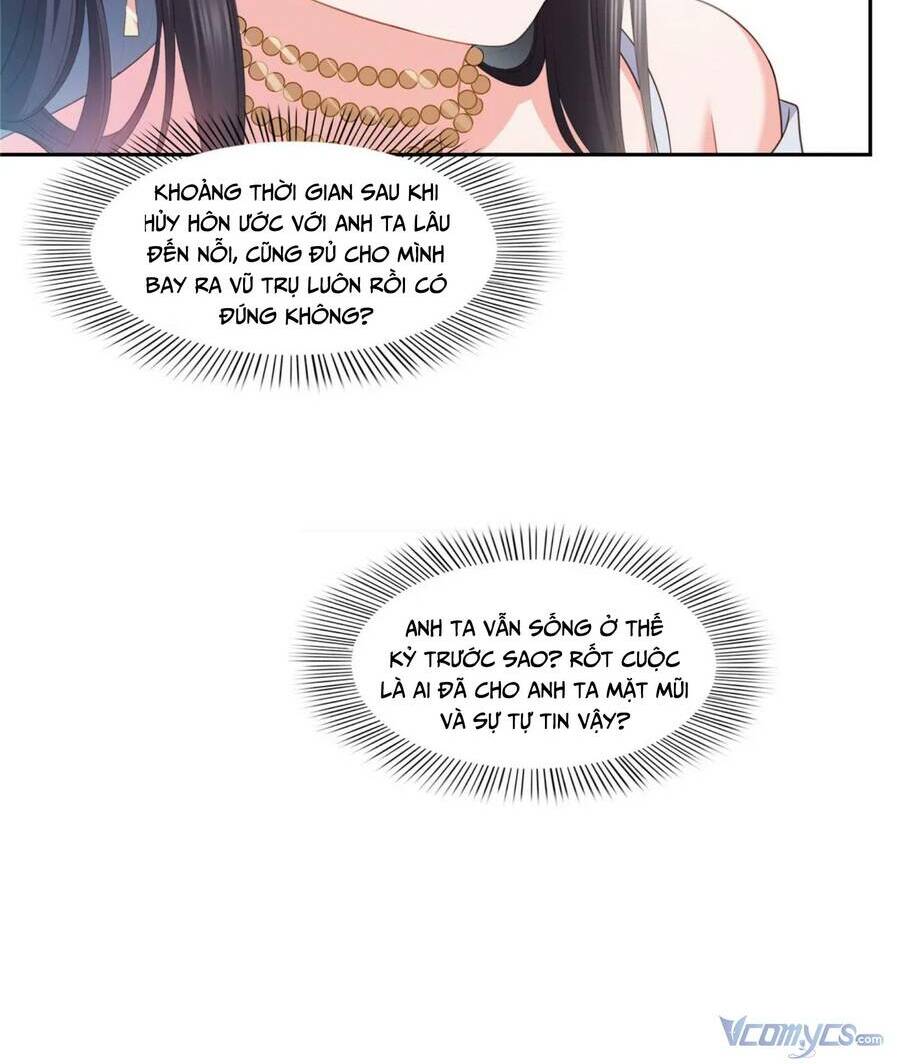 KHOẢNG THỜI GIAN SAU KHI
HỦY HÔN ƯỚC VỚI ANH TA LÂU
ĐẾN NỖI, CŨNG ĐỦ CHO MÌNH
BAY RA VŨ TRỤ LUÔN RỒI CÓ
ĐÚNG KHÔNG?
ANH TA VẪN SỐNG Ở THẾ
KỶ TRƯỚC SAO? RỐT CUỘC
LÀ AI ĐÃ CHO ANH TA MẶT MŨI
VÀ SỰ TỰ TIN VẬY?
Vcomycs.com